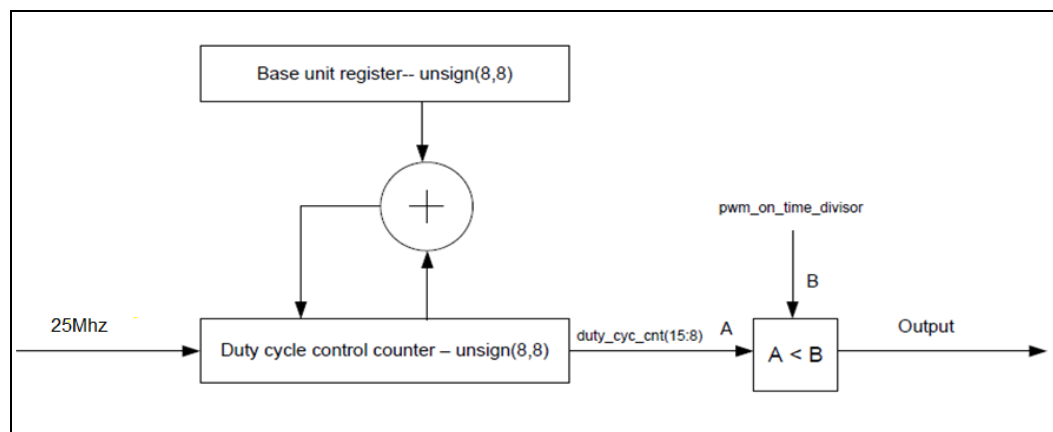 Base unit register-- unsign(8,8)
+
pwm_on_time_divisor
B
25Mhz
Duty cycle control counter – unsign(8,8)
duty_cyc_cnt(15:8)
A
A < B
Output